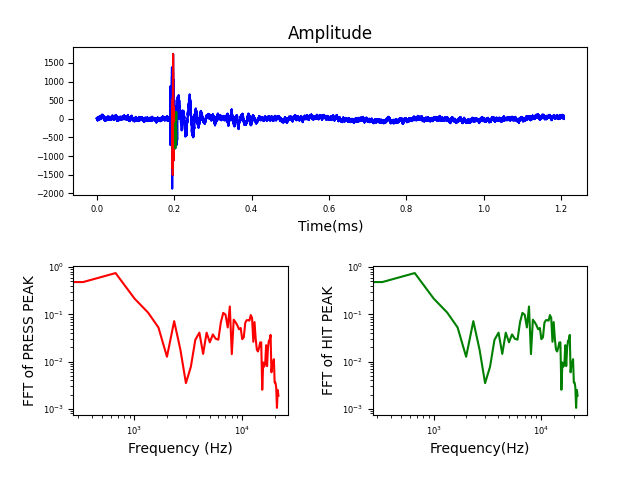 Amplitude
1500
1000
500
0
−500
−1000
−1500
−2000
0.0 0.2 0.4 0.6 0.8 1.0 1.2
Time(ms)
FFT of PRESS PEAK
10⁰
10⁻¹
10⁻²
10⁻³
10³ 10⁴
Frequency (Hz)
FFT of HIT PEAK
10⁰
10⁻¹
10⁻²
10⁻³
10³ 10⁴
Frequency(Hz)